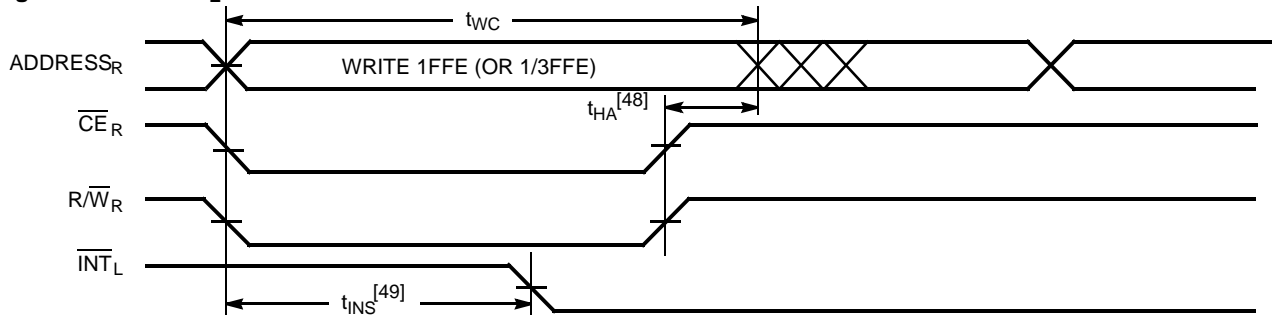 tWC
ADDRESSR
WRITE 1FFE (OR 1/3FFE)
tHA[48]
CER
R/WR
INTL
tINS[49]